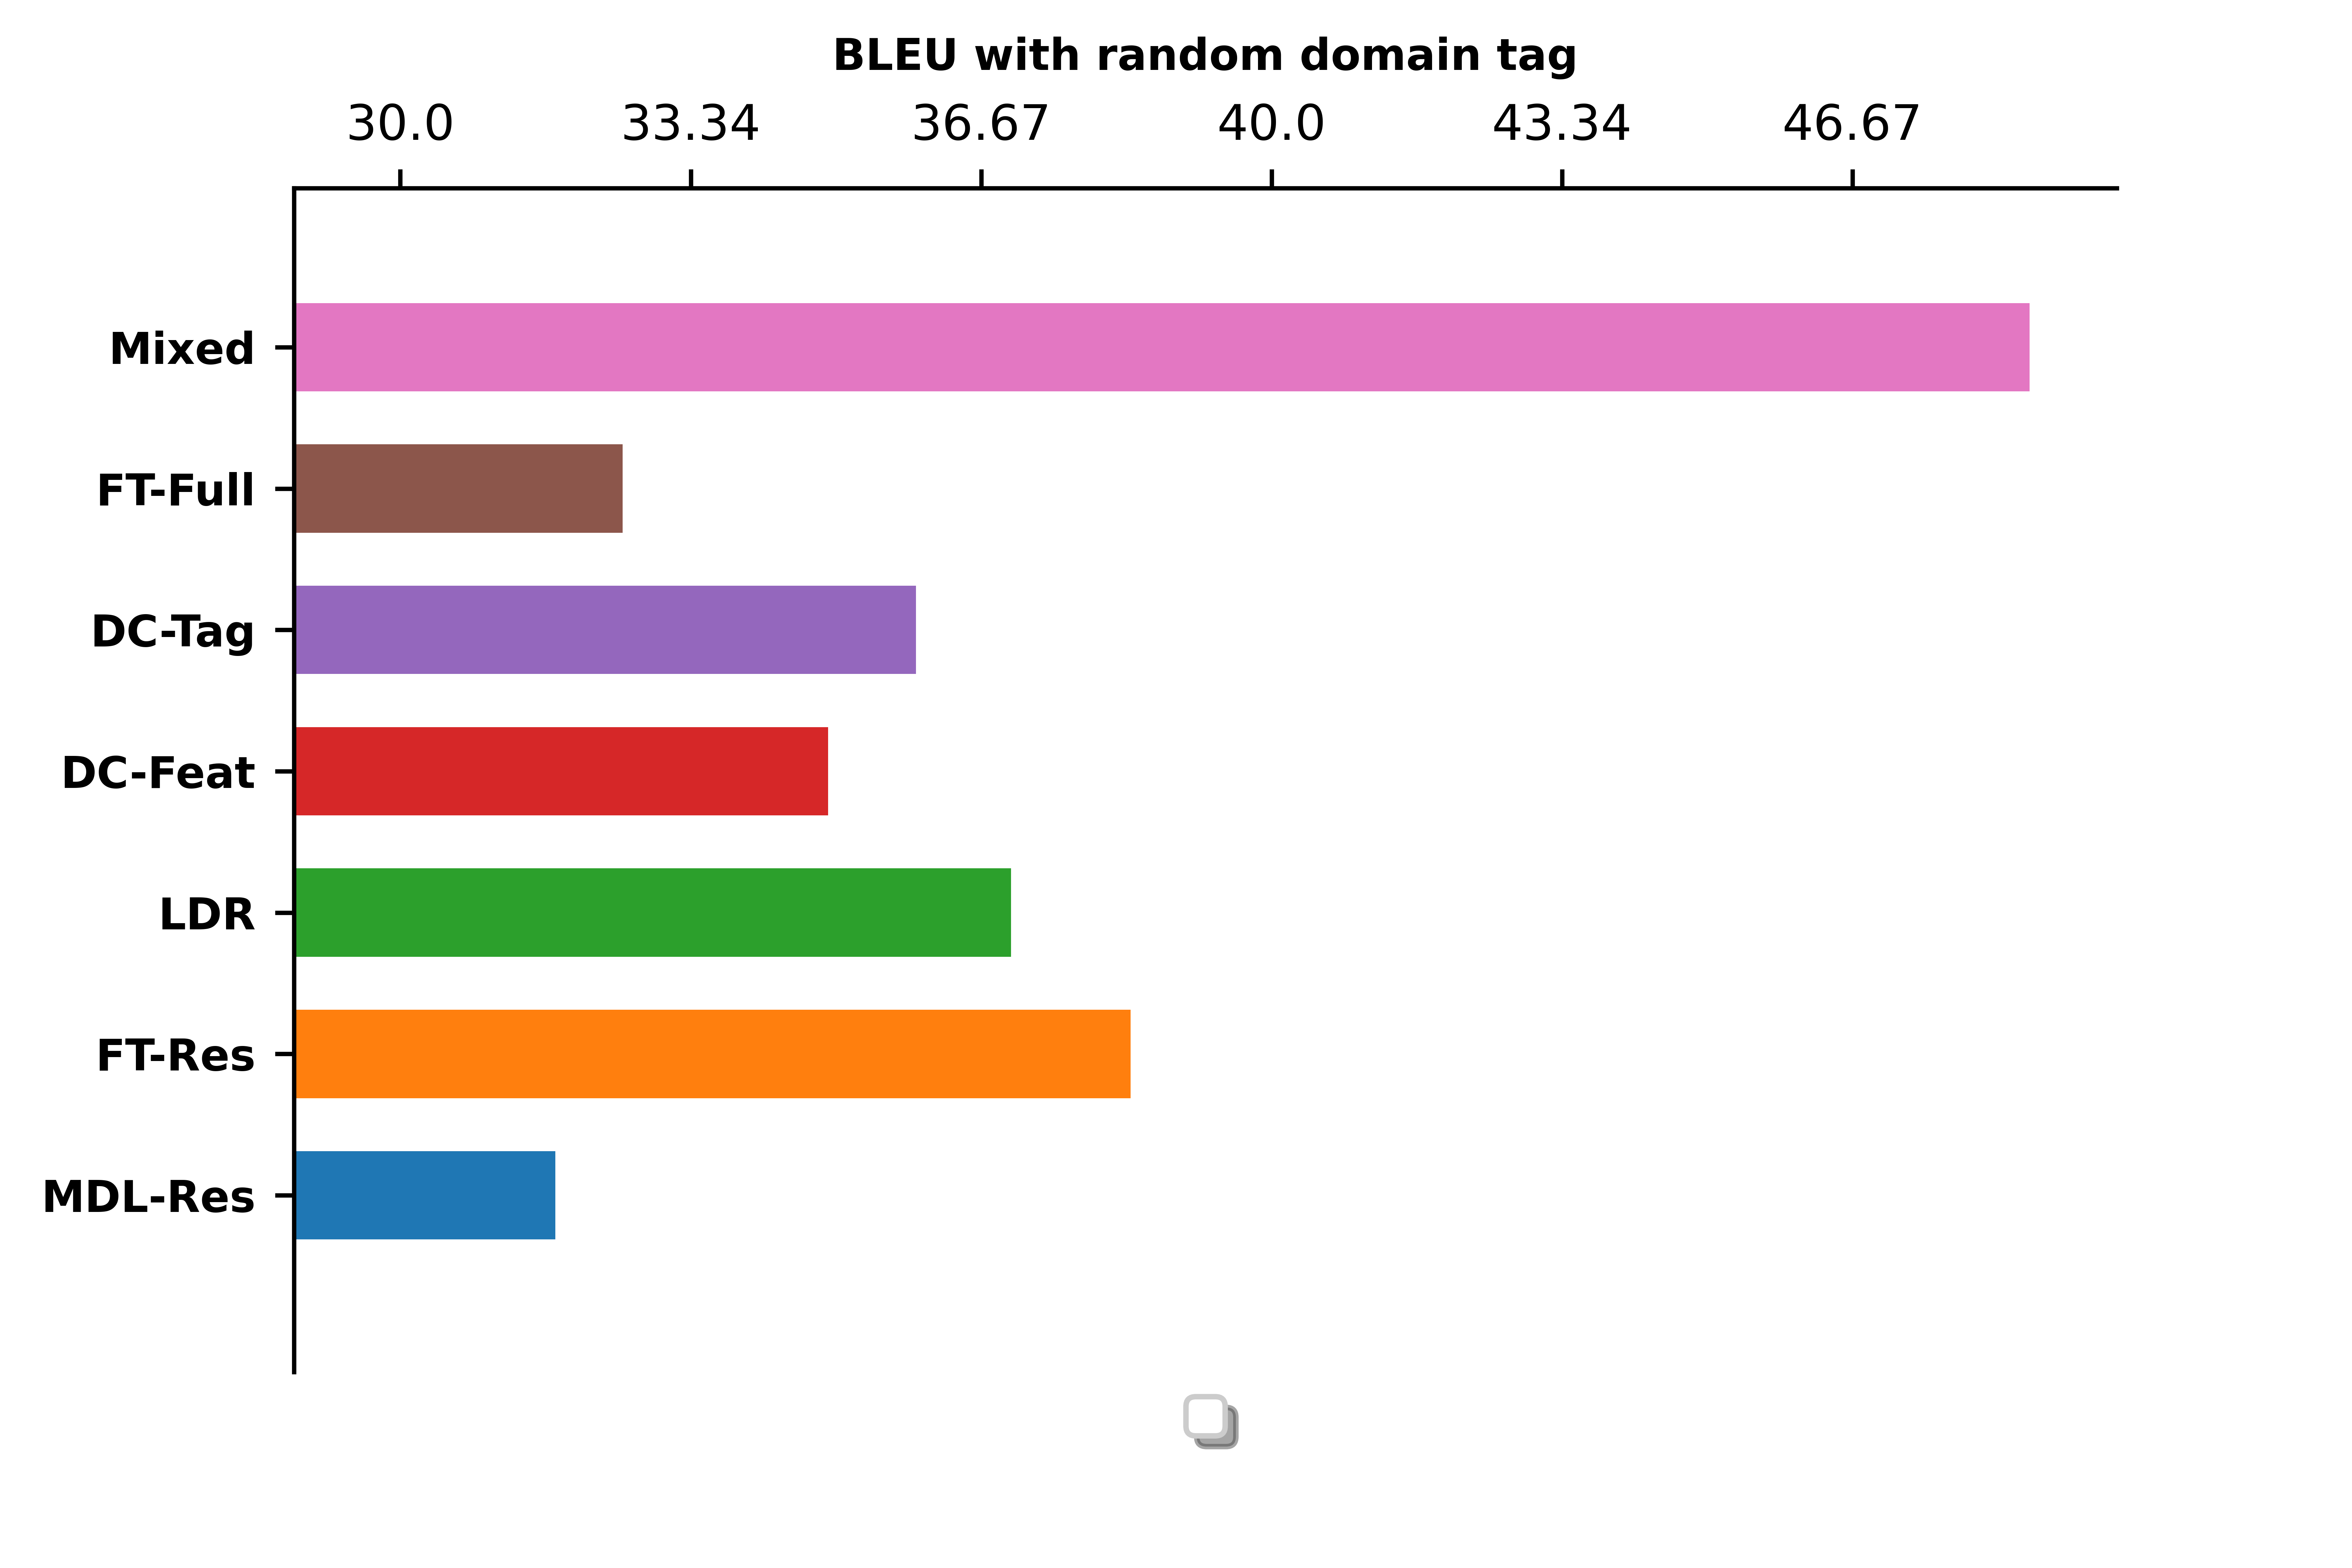 BLEU with random domain tag
30.0 33.34 36.67 40.0 43.34 46.67
Mixed
FT-Full
DC-Tag
DC-Feat
LDR
FT-Res
MDL-Res